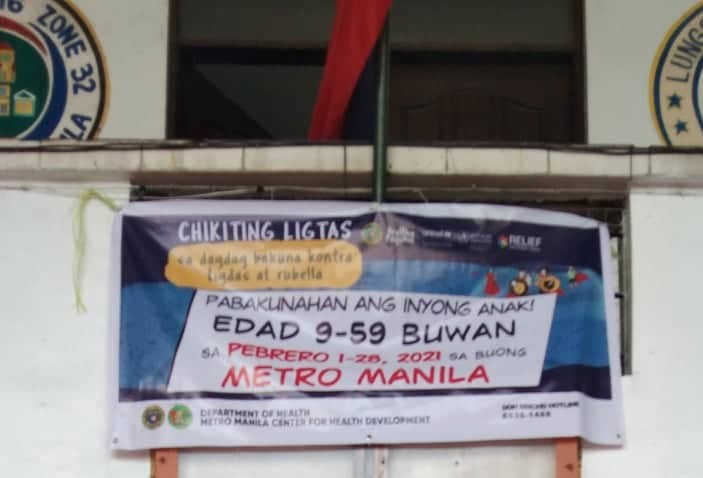 ZONE 32
LUNGS
CHIKITING LIGTAS
sa dagdag bakuna kontra
tigdas at rubella
RELIEF
PABAKUNAHAN ANG INYONG ANAK!
EDAD 9-59 BUWAN
SA PEBRERO 1-28, 2021 SA BUONG
METRO MANILA
DEPARTMENT OF HEALTH
METRO MANILA CENTER FOR HEALTH DEVELOPMENT